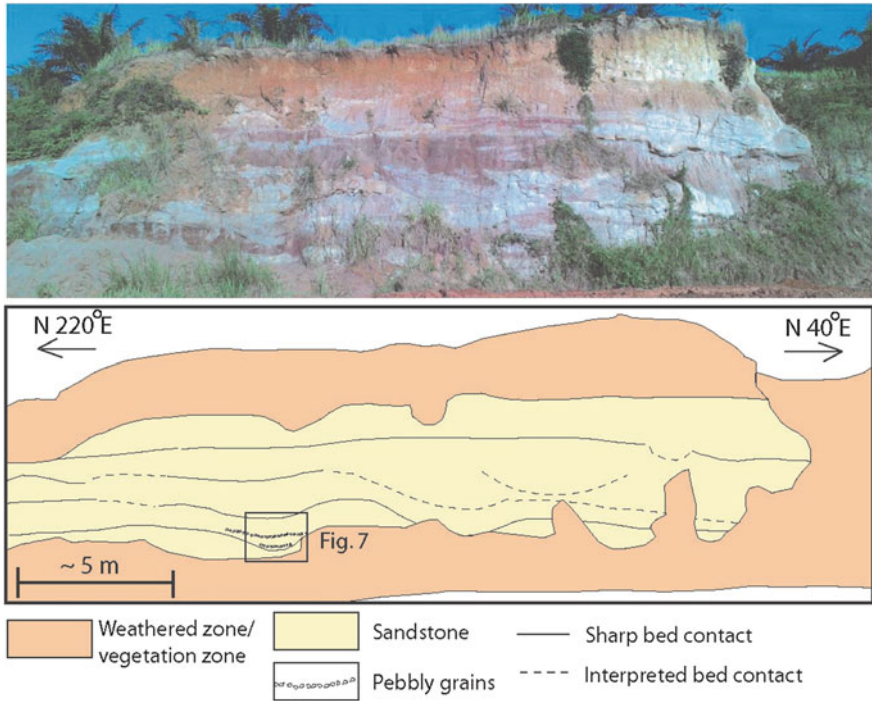 N 220°E
N 40°E
Fig. 7
~ 5 m
Weathered zone/
vegetation zone
Sandstone
Pebbly grains
Sharp bed contact
Interpreted bed contact